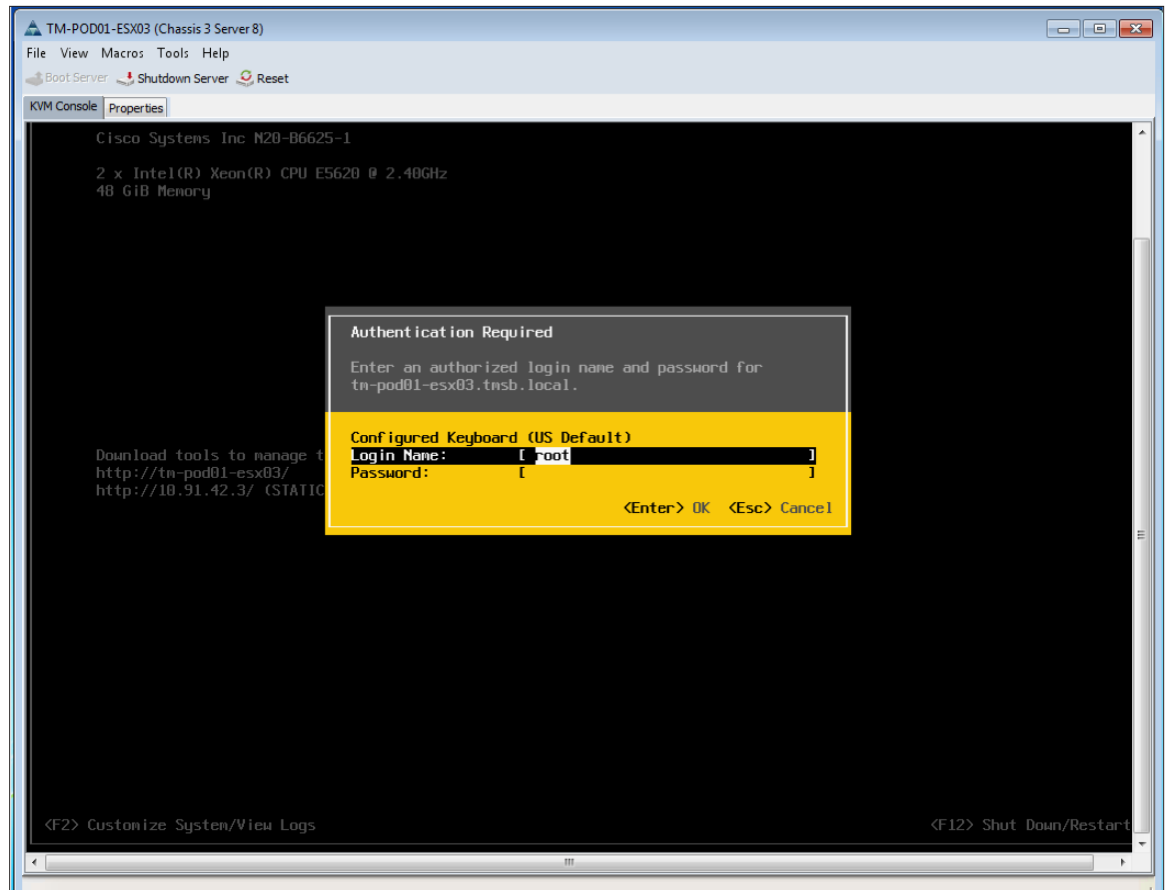 TM-POD01-ESX03 (Chassis 3 Server 8)
File View Macros Tools Help
Boot Server Shutdown Server Reset
KVM Console Properties
Cisco Systems Inc N20-B6625-1
2 x Intel(R) Xeon(R) CPU E5620 @ 2.40GHz
48 GiB Memory
Authentication Required
Enter an authorized login name and password for
tm-pod01-esx03.tmsb.local.
Configured Keyboard (US Default)
Login Name: [ root ]
Password: [ ]
<Enter> OK <Esc> Cancel
Download tools to manage t
http://tm-pod01-esx03/
http://10.91.42.3/ (STATIC
<F2> Customize System/View Logs
<F12> Shut Down/Restart